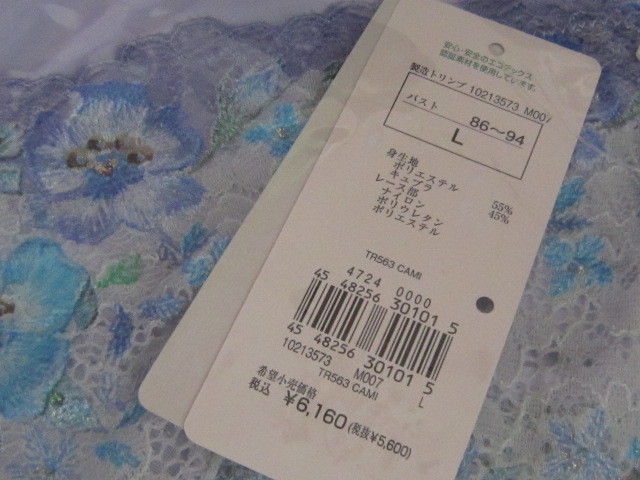 安心・安全のエコテックス
認証素材を使用しています。
製造トリンプ 10213573 M007
バスト 86～94
L
身生地
ポリエステル 55%
キュプラ 45%
レース部
ナイロン
ポリウレタン
ポリエステル
TR563 CAMI
4724 0000
45 48256 30101 5
45 48256 30101 5
10213573 M007
TR563 CAMI L
希望小売価格
税込 ¥6,160(税抜¥5,600)